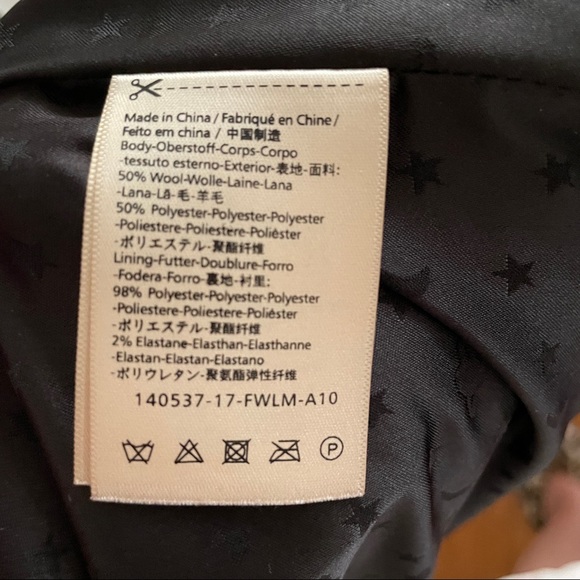 Made in China / Fabriqué en Chine /
Feito em china / 中国制造
Body-Oberstoff-Corps-Corpo
-tessuto esterno-Exterior-表地-面料:
50% Wool-Wolle-Laine-Lana
-Lana-Lã-毛-羊毛
50% Polyester-Polyester-Polyester
-Poliestere-Poliestere-Poliéster
-ポリエステル-聚酯纤维
Lining-Futter-Doublure-Forro
-Fodera-Forro-裏地-衬里:
98% Polyester-Polyester-Polyester
-Poliestere-Poliestere-Poliéster
-ポリエステル-聚酯纤维
2% Elastane-Elasthan-Elasthanne
-Elastan-Elastan-Elastano
-ポリウレタン-聚氨酯弹性纤维
140537-17-FWLM-A10
P